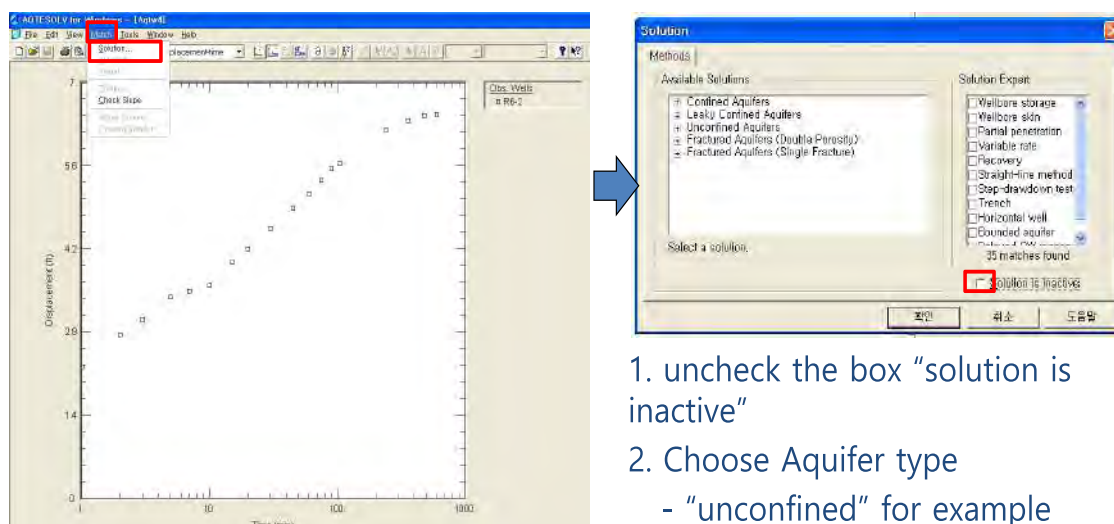 AQTESOLV for Windows - [Aqtw4]
File Edit View Match Tools Window Help
Solution...
Check Slope
Obs. Wells
R6-2
7.
5.6
4.2
2.8
1.4
0.
1
10
100.
1000.
Displacement (ft)
Solution
Methods
Available Solutions
Confined Aquifers
Leaky Confined Aquifers
Unconfined Aquifers
Fractured Aquifers (Double Porosity)
Fractured Aquifers (Single Fracture)
Select a solution.
Solution Expert
Wellbore storage
Wellbore skin
Partial penetration
Variable rate
Recovery
Straight-line method
Step-drawdown test
Trench
Horizontal well
Bounded aquifer
35 matches found
Solution is inactive
확인
취소
도움말
1. uncheck the box "solution is
inactive"
2. Choose Aquifer type
- "unconfined" for example